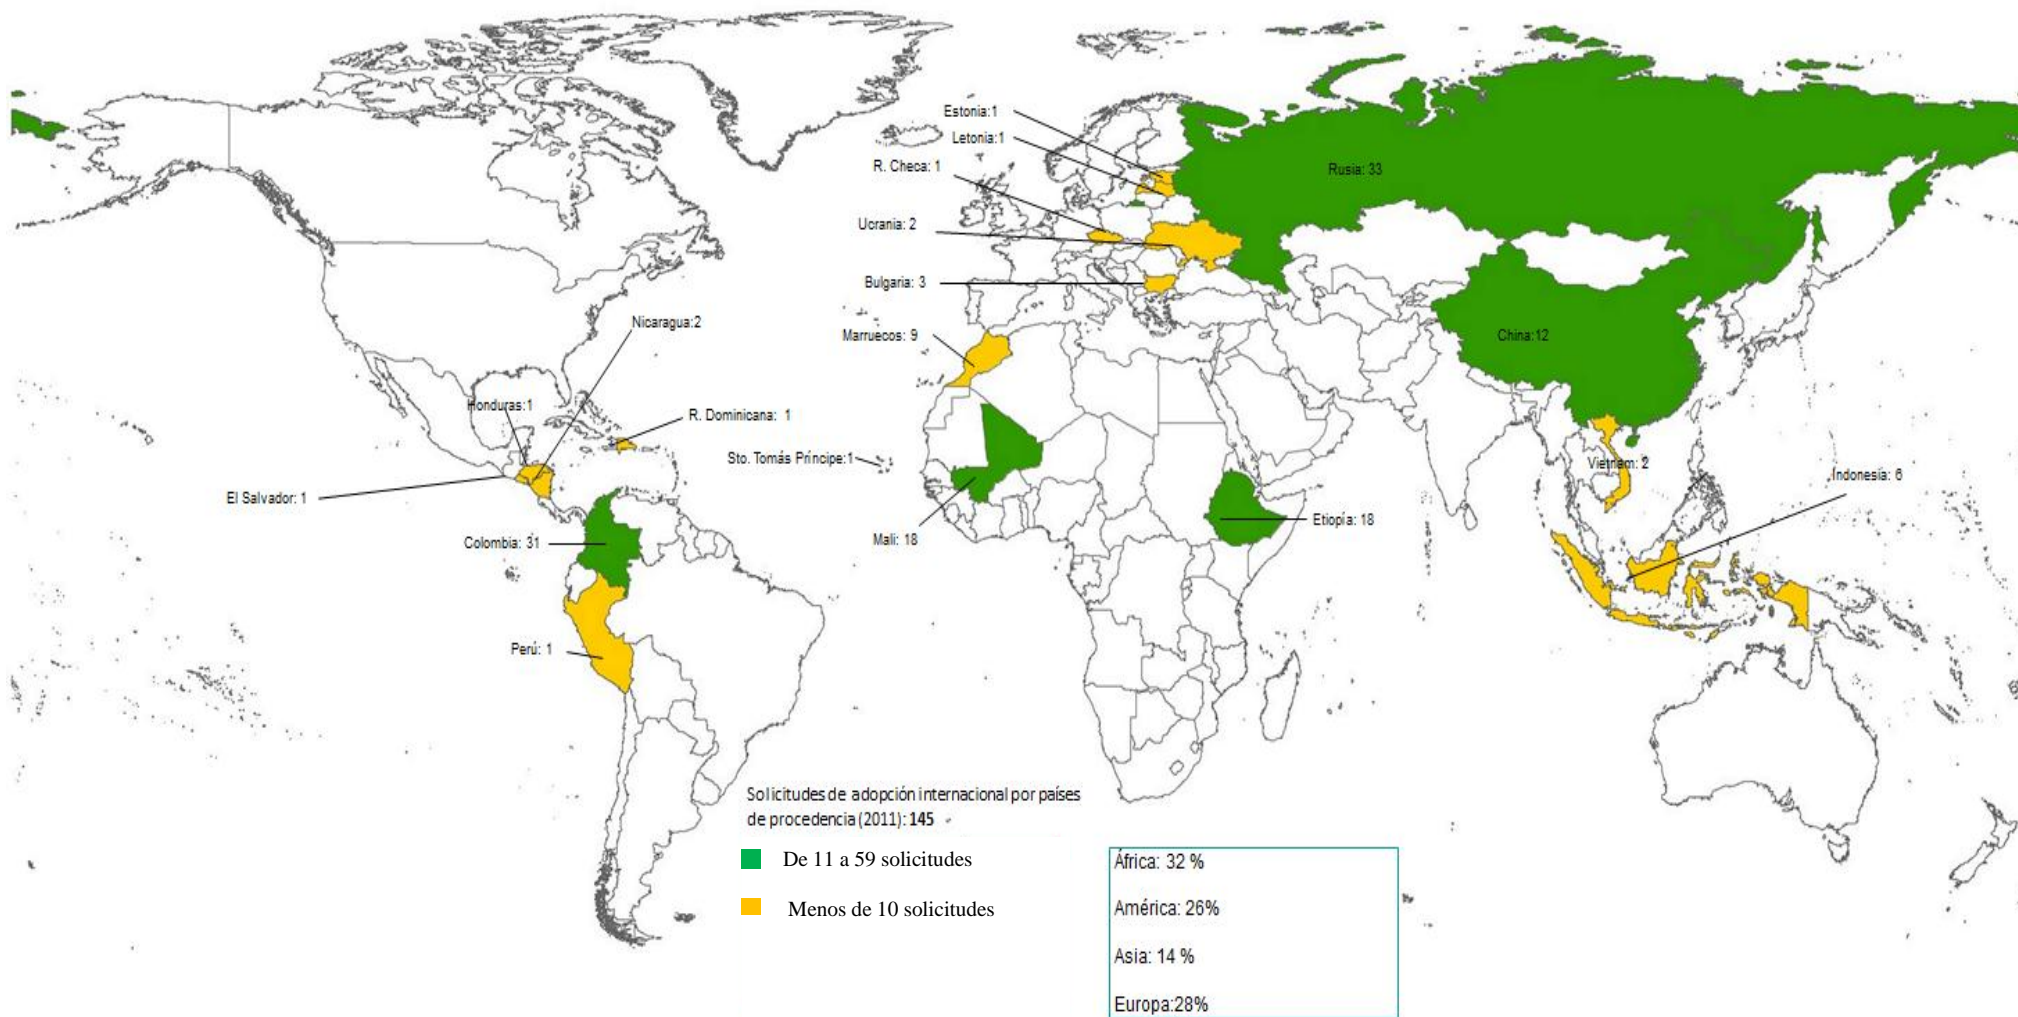 Estonia:1
Letonia:1
R. Checa: 1
Rusia: 33
Ucrania: 2
Bulgaria: 3
Nicaragua:2
Marruecos: 9
China:12
Honduras:1
R. Dominicana: 1
Sto. Tomás Príncipe:1
Vietnam: 2
Indonesía: 6
El Salvador: 1
Etiopía: 18
Mali: 18
Colombia: 31
Perú: 1
Solicitudes de adopción internacional por países
de procedencia (2011): 145
De 11 a 59 solicitudes
Menos de 10 solicitudes
África: 32 %
América: 26%
Asia: 14 %
Europa:28%